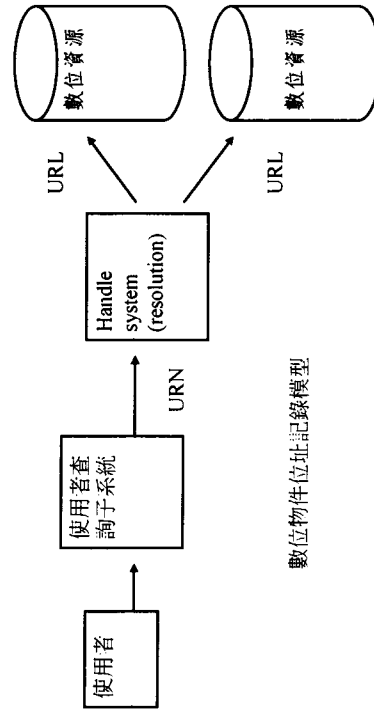 使用者
使用者查
詢子系統
URN
Handle
system
(resolution)
URL
數位資源
URL
數位資源
數位物件位址記錄模型